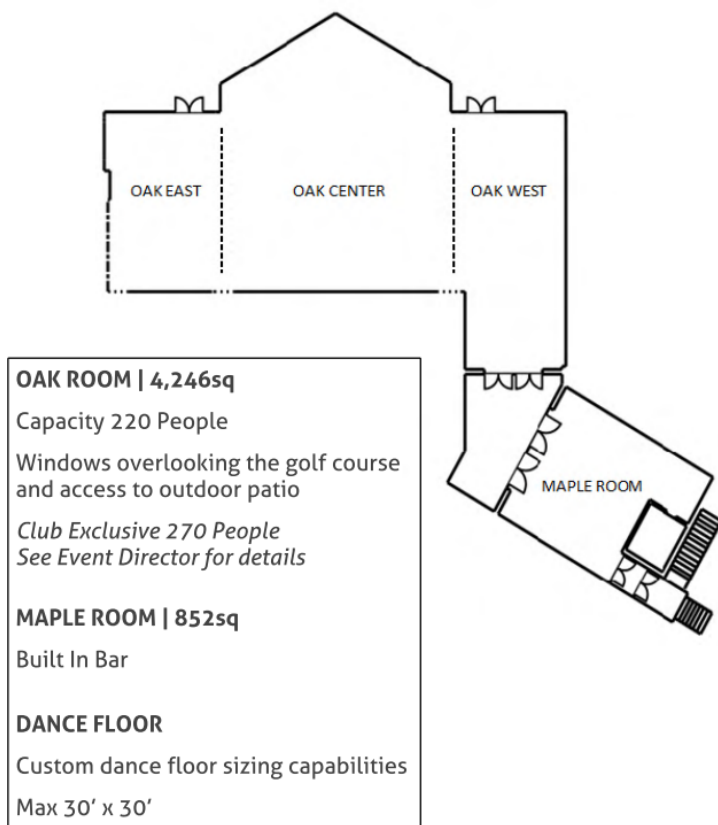 OAK EAST
OAK CENTER
OAK WEST
MAPLE ROOM
OAK ROOM | 4,246sq
Capacity 220 People
Windows overlooking the golf course
and access to outdoor patio
Club Exclusive 270 People
See Event Director for details
MAPLE ROOM | 852sq
Built In Bar
DANCE FLOOR
Custom dance floor sizing capabilities
Max 30’ x 30’